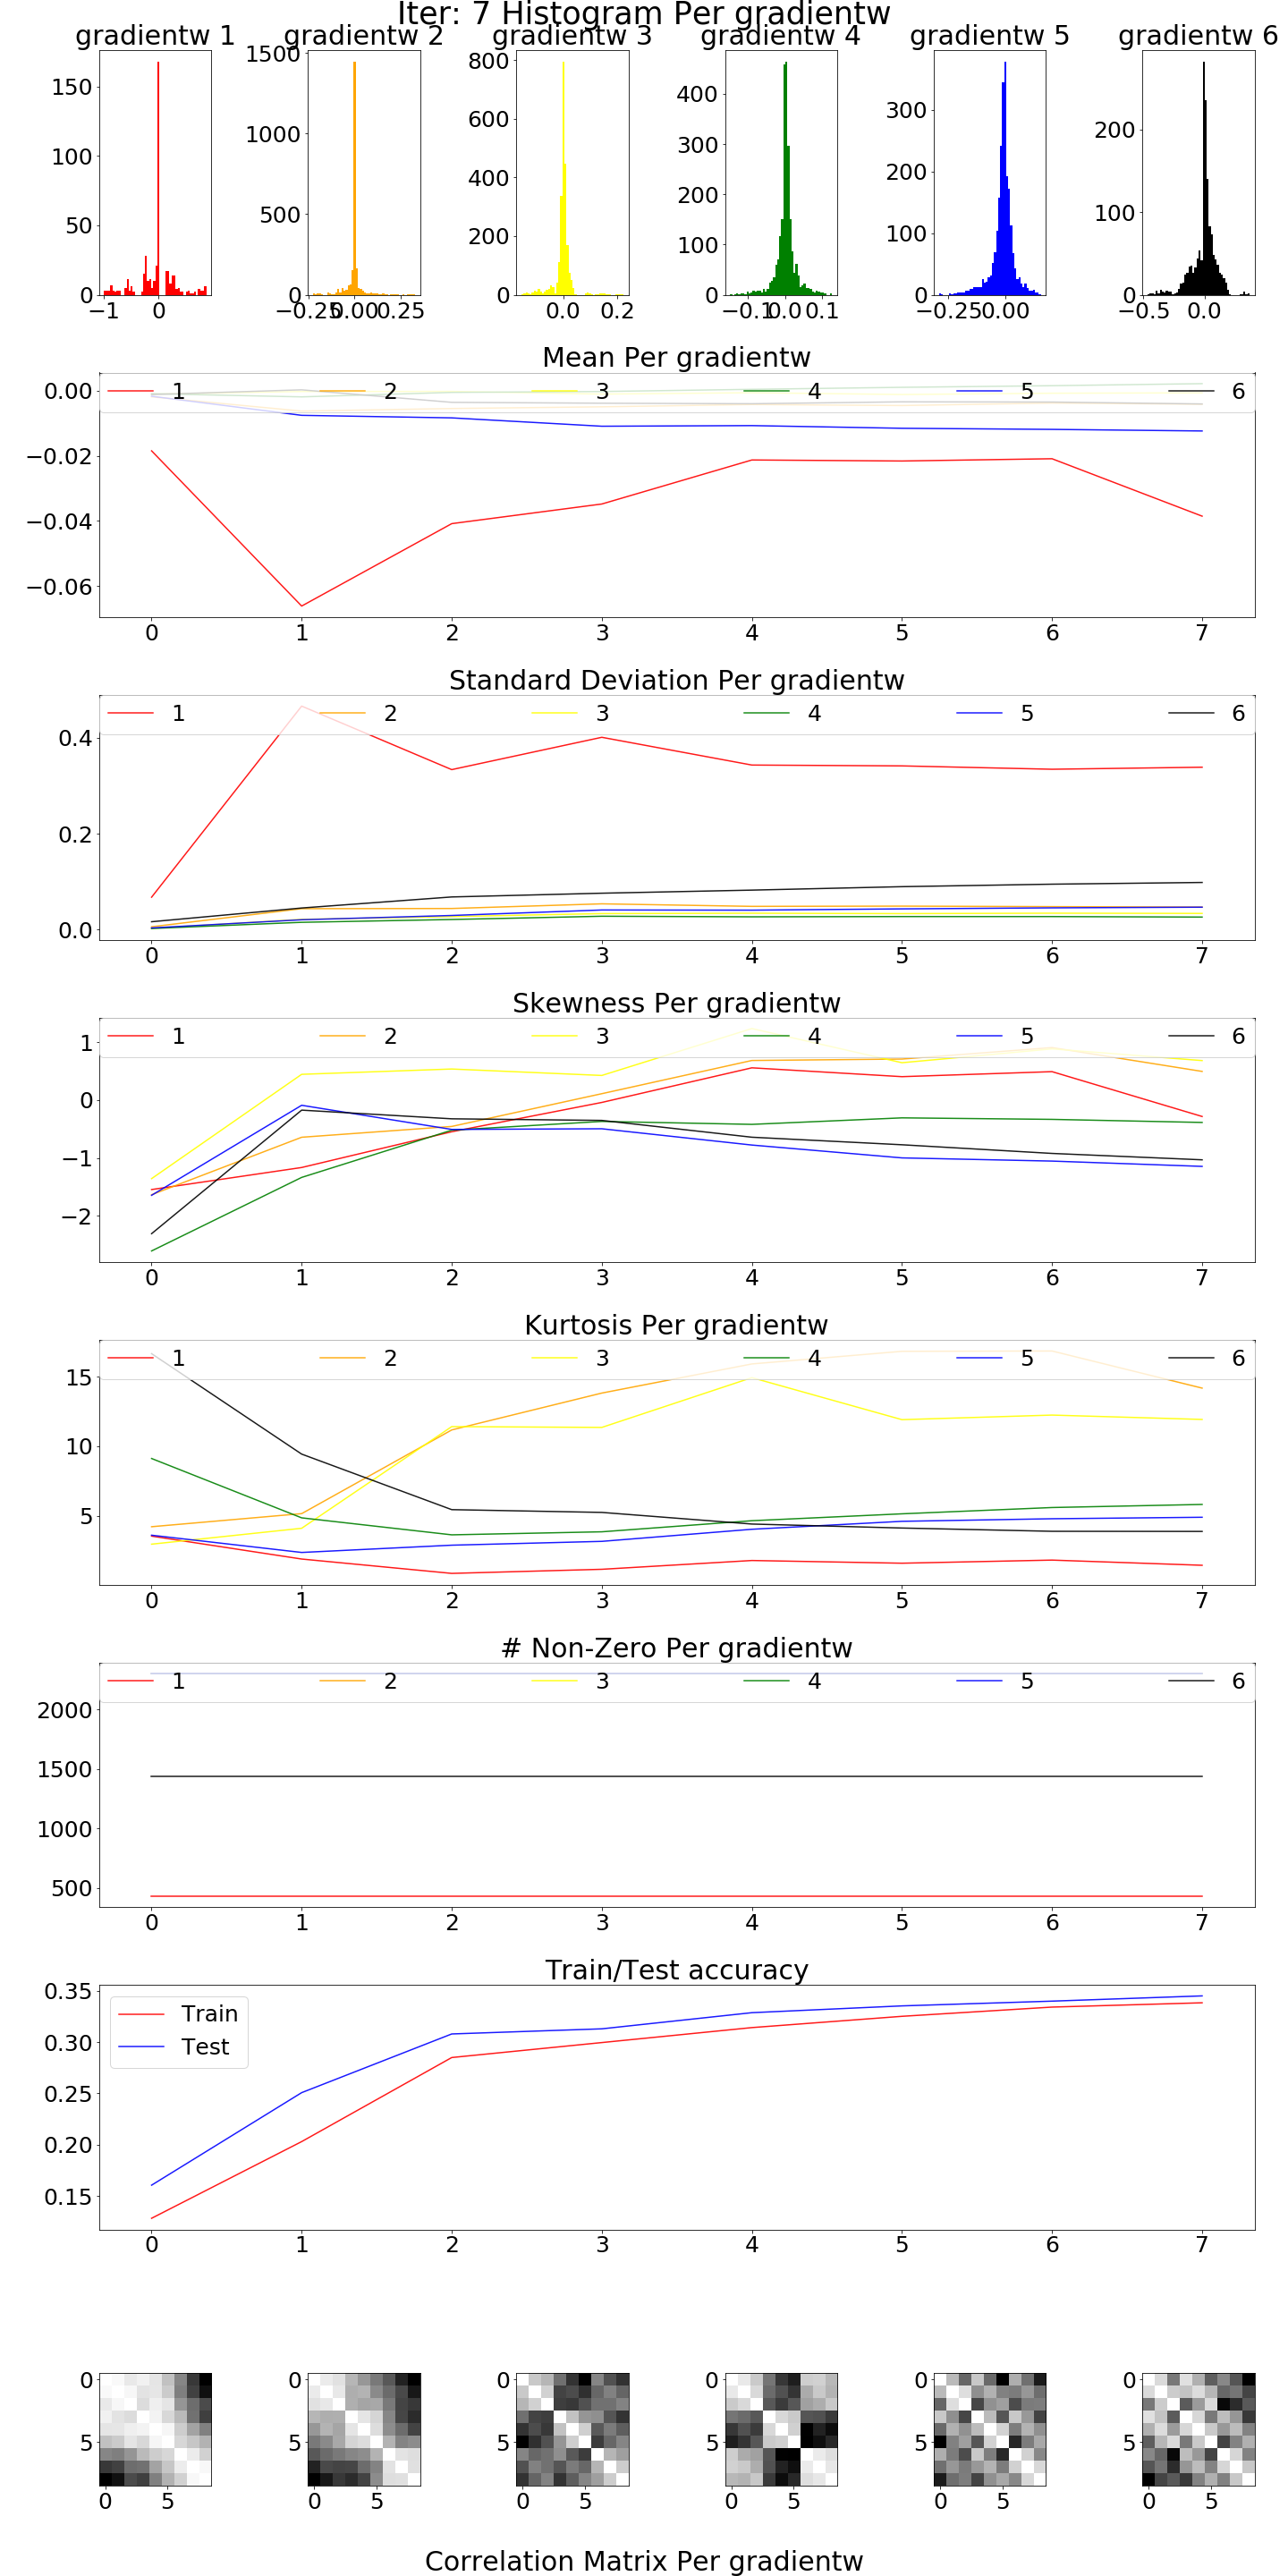 Iter: 7 Histogram Per gradientw
gradientw 1 gradientw 2 gradientw 3 gradientw 4 gradientw 5 gradientw 6
150
100
50
0
−1 0
1500
1000
500
0
−0.25 0.00 0.25
800
600
400
200
0
0.0 0.2
400
300
200
100
0
−0.1 0.0 0.1
300
200
100
0
−0.25 0.00
200
100
0
−0.5 0.0
Mean Per gradientw
1 2 3 4 5 6
0.00
−0.02
−0.04
−0.06
0 1 2 3 4 5 6 7
Standard Deviation Per gradientw
1 2 3 4 5 6
0.4
0.2
0.0
0 1 2 3 4 5 6 7
Skewness Per gradientw
1 2 3 4 5 6
1
0
−1
−2
0 1 2 3 4 5 6 7
Kurtosis Per gradientw
1 2 3 4 5 6
15
10
5
0 1 2 3 4 5 6 7
# Non-Zero Per gradientw
1 2 3 4 5 6
2000
1500
1000
500
0 1 2 3 4 5 6 7
Train/Test accuracy
Train
Test
0.35
0.30
0.25
0.20
0.15
0 1 2 3 4 5 6 7
0 0 0 0 0 0
5 5 5 5 5 5
0 5 0 5 0 5 0 5 0 5 0 5
Correlation Matrix Per gradientw